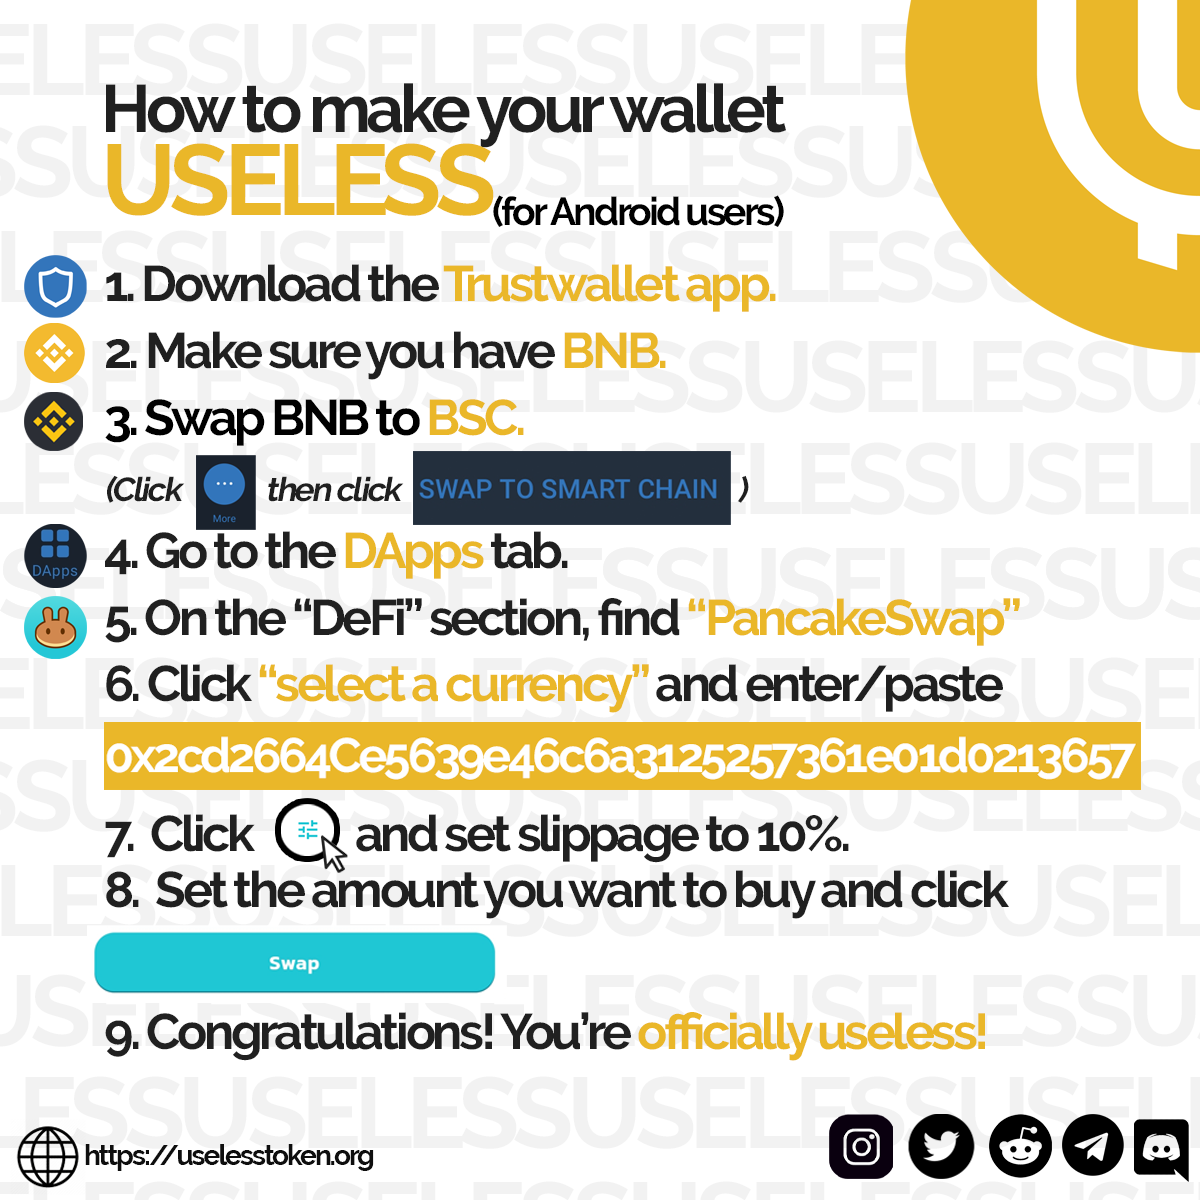 How to make your wallet
USELESS (for Android users)
1. Download the Trustwallet app.
2. Make sure you have BNB.
3. Swap BNB to BSC.
(Click ... More then click SWAP TO SMART CHAIN )
DApps
4. Go to the DApps tab.
5. On the “DeFi” section, find “PancakeSwap”
6. Click “select a currency” and enter/paste
0x2cd2664Ce5639e46c6a3125257361e01d0213657
7. Click and set slippage to 10%.
8. Set the amount you want to buy and click
Swap
9. Congratulations! You’re officially useless!
https://uselesstoken.org